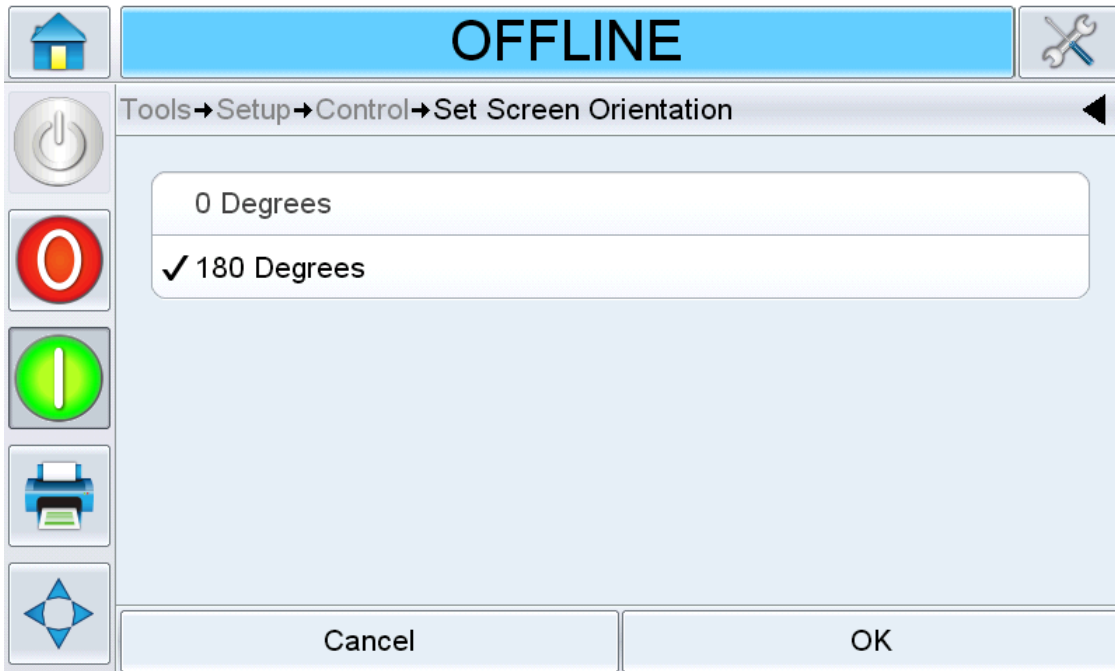 OFFLINE
Tools→Setup→Control→Set Screen Orientation
0 Degrees
✓ 180 Degrees
Cancel
OK